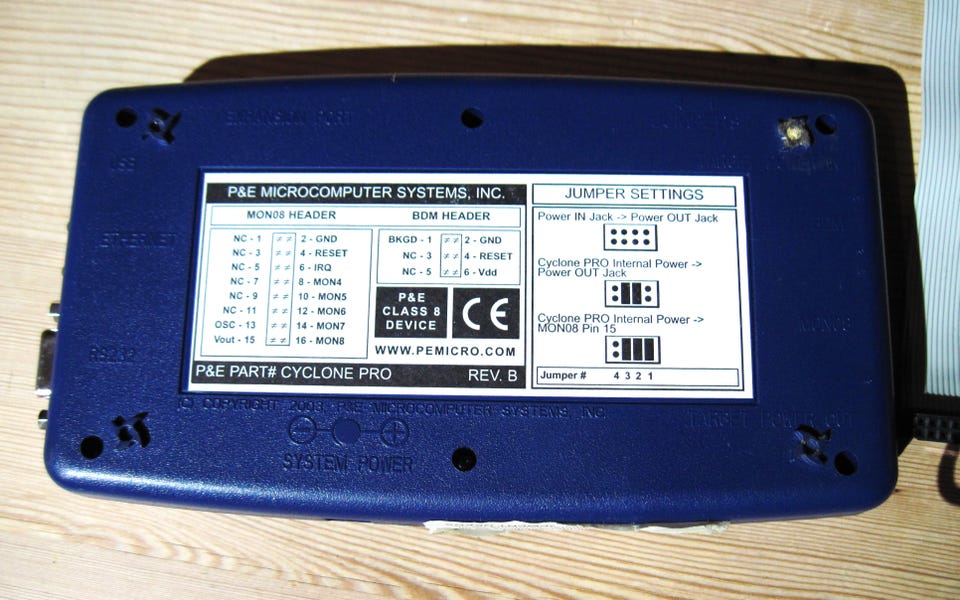 EXPANSION PORT
USB
ETHERNET
RS232
P&E MICROCOMPUTER SYSTEMS, INC.
MON08 HEADER
NC - 1 2 - GND
NC - 3 4 - RESET
NC - 5 6 - IRQ
NC - 7 8 - MON4
NC - 9 10 - MON5
NC - 11 12 - MON6
OSC - 13 14 - MON7
Vout - 15 16 - MON8
BDM HEADER
BKGD - 1 2 - GND
NC - 3 4 - RESET
NC - 5 6 - Vdd
P&E
CLASS 8
DEVICE
CE
WWW.PEMICRO.COM
P&E PART# CYCLONE PRO REV. B
JUMPER SETTINGS
Power IN Jack -> Power OUT Jack
Cyclone PRO Internal Power ->
Power OUT Jack
Cyclone PRO Internal Power ->
MON08 Pin 15
Jumper # 4 3 2 1
MON08
(C) COPYRIGHT 2003, P&E MICROCOMPUTER SYSTEMS, INC.
TARGET POWER OUT
SYSTEM POWER